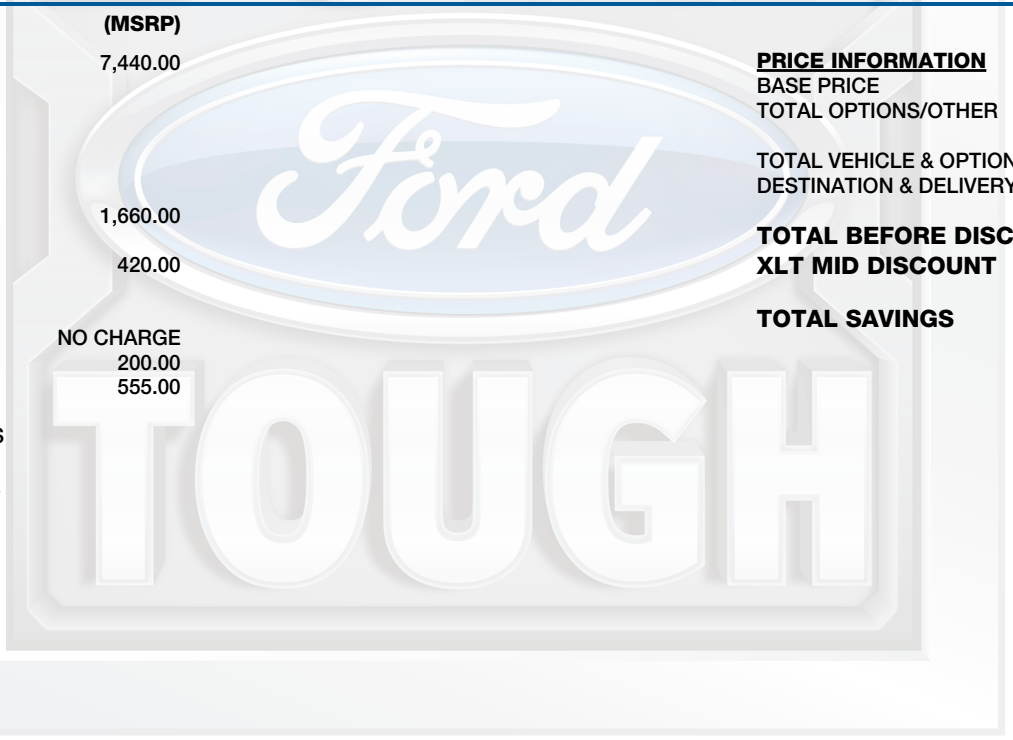 (MSRP)
7,440.00
1,660.00
420.00
NO CHARGE
200.00
555.00
S
PRICE INFORMATION
BASE PRICE
TOTAL OPTIONS/OTHER
TOTAL VEHICLE & OPTION
DESTINATION & DELIVERY
TOTAL BEFORE DISC
XLT MID DISCOUNT
TOTAL SAVINGS
Ford
TOUGH